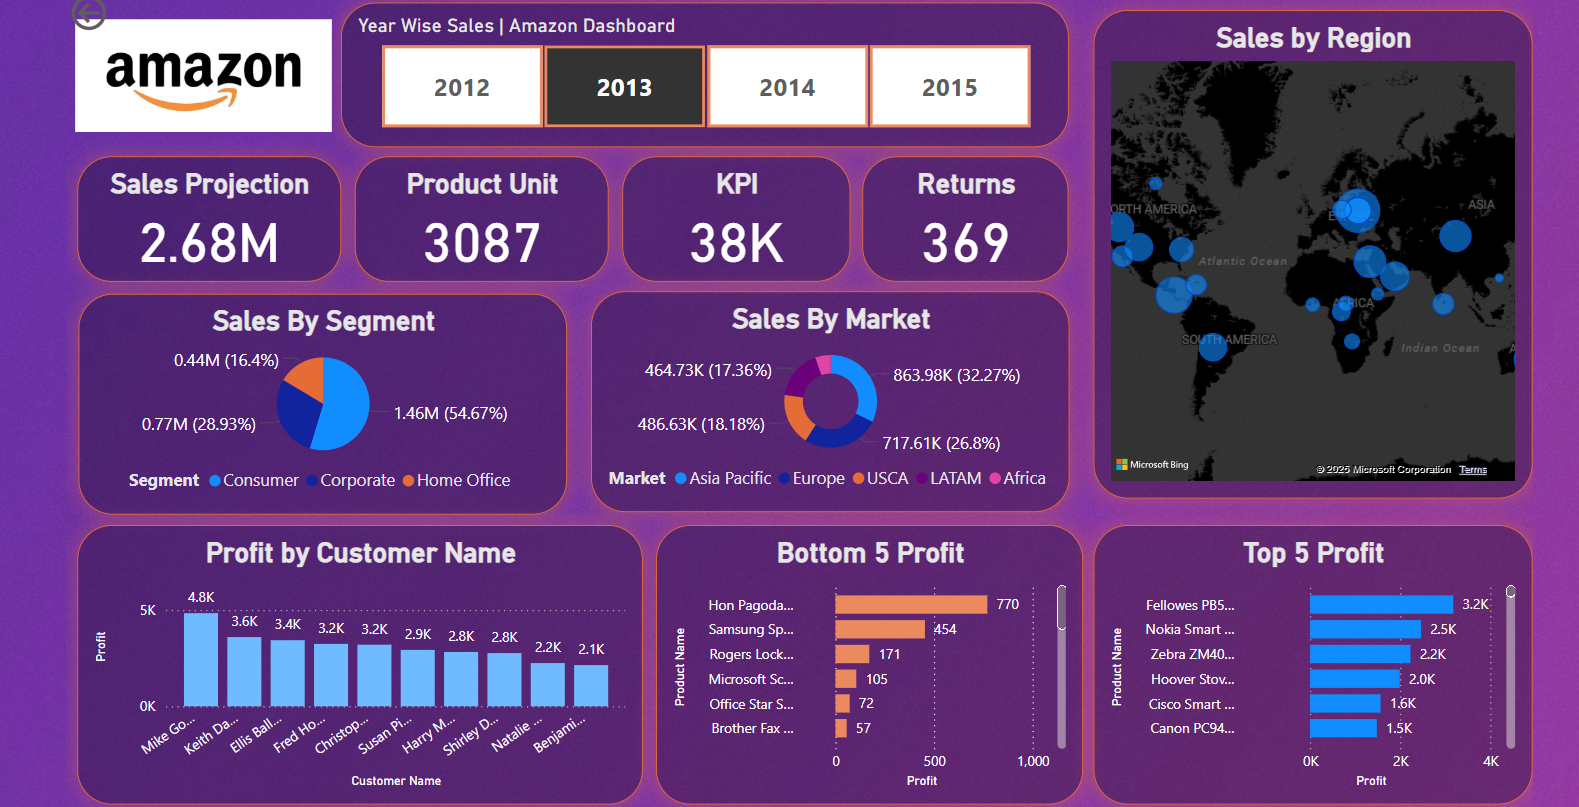 amazon
Year Wise Sales | Amazon Dashboard
2012
2013
2014
2015
Sales by Region
ORTH AMERICA
ASIA
Atlantic Ocean
AFRICA
SOUTH AMERICA
Indian Ocean
Microsoft Bing
© 2025 Microsoft Corporation Terms
Sales Projection
2.68M
Product Unit
3087
KPI
38K
Returns
369
Sales By Segment
0.44M (16.4%)
0.77M (28.93%)
1.46M (54.67%)
Segment Consumer Corporate Home Office
Sales By Market
464.73K (17.36%)
863.98K (32.27%)
486.63K (18.18%)
717.61K (26.8%)
Market Asia Pacific Europe USCA LATAM Africa
Profit by Customer Name
Profit
5K
0K
4.8K
3.6K
3.4K
3.2K
3.2K
2.9K
2.8K
2.8K
2.2K
2.1K
Mike Go...
Keith Da...
Ellis Ball...
Fred Ho...
Christop...
Susan Pi...
Harry M...
Shirley D...
Natalie ...
Benjami...
Customer Name
Bottom 5 Profit
Product Name
Hon Pagoda... 770
Samsung Sp... 454
Rogers Lock... 171
Microsoft Sc... 105
Office Star S... 72
Brother Fax ... 57
0 500 1,000
Profit
Top 5 Profit
Product Name
Fellowes PB5... 3.2K
Nokia Smart ... 2.5K
Zebra ZM40... 2.2K
Hoover Stov... 2.0K
Cisco Smart ... 1.6K
Canon PC94... 1.5K
0K 2K 4K
Profit